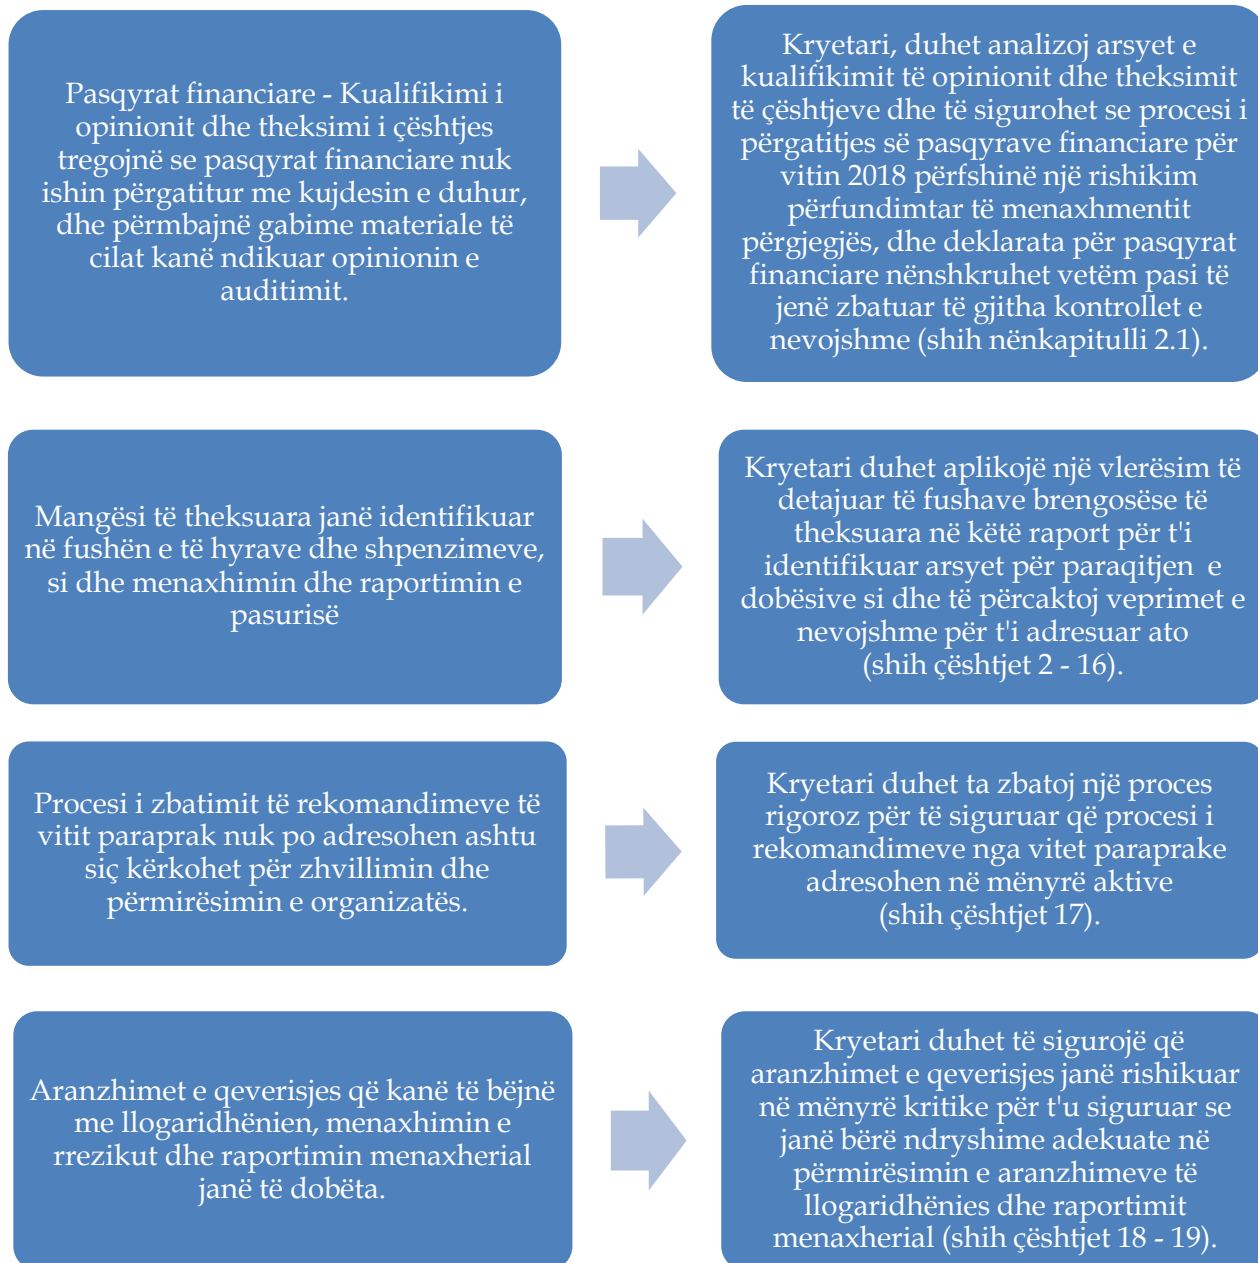 Pasqyrat financiare - Kualifikimi i
opinionit dhe theksimi i çështjes
tregojnë se pasqyrat financiare nuk
ishin përgatitur me kujdesin e duhur,
dhe përmbajnë gabime materiale të
cilat kanë ndikuar opinionin e
auditimit.
Kryetari, duhet analizoj arsyet e
kualifikimit të opinionit dhe theksimit
të çështjeve dhe të sigurohet se procesi i
përgatitjes së pasqyrave financiare për
vitin 2018 përfshinë një rishikim
përfundimtar të menaxhmentit
përgjegjës, dhe deklarata për pasqyrat
financiare nënshkruhet vetëm pasi të
jenë zbatuar të gjitha kontrollet e
nevojshme (shih nënkapitulli 2.1).
Mangësi të theksuara janë identifikuar
në fushën e të hyrave dhe shpenzimeve,
si dhe menaxhimin dhe raportimin e
pasurisë
Kryetari duhet aplikojë një vlerësim të
detajuar të fushave brengosëse të
theksuara në këtë raport për t'i
identifikuar arsyet për paraqitjen e
dobësive si dhe të përcaktoj veprimet e
nevojshme për t'i adresuar ato
(shih çështjet 2 - 16).
Procesi i zbatimit të rekomandimeve të
vitit paraprak nuk po adresohen ashtu
siç kërkohet për zhvillimin dhe
përmirësimin e organizatës.
Kryetari duhet ta zbatoj një proces
rigoroz për të siguruar që procesi i
rekomandimeve nga vitet paraprake
adresohen në mënyrë aktive
(shih çështjet 17).
Aranzhimet e qeverisjes që kanë të bëjnë
me llogaridhënien, menaxhimin e
rrezikut dhe raportimin menaxherial
janë të dobëta.
Kryetari duhet të sigurojë që
aranzhimet e qeverisjes janë rishikuar
në mënyrë kritike për t'u siguruar se
janë bërë ndryshime adekuate në
përmirësimin e aranzhimeve të
llogaridhënies dhe raportimit
menaxherial (shih çështjet 18 - 19).